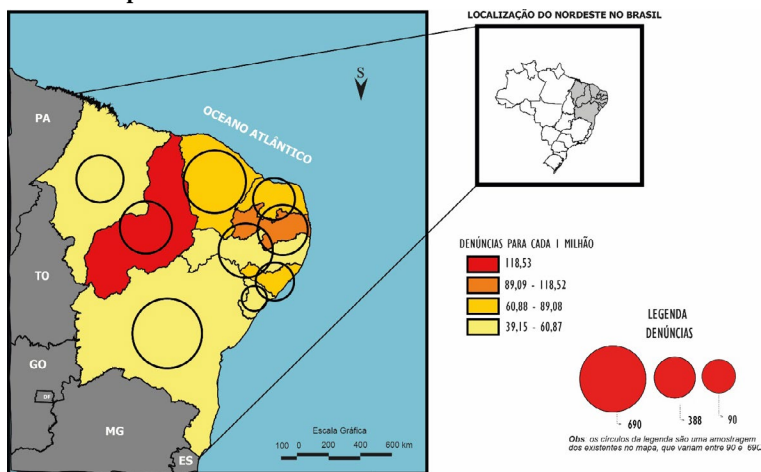 LOCALIZAÇÃO DO NORDESTE NO BRASIL
S
PA
OCEANO ATLÂNTICO
TO
GO
DF
MG
ES
Escala Gráfica
100 0 200 400 600 km
DENÚNCIAS PARA CADA I MILHÃO
118,53
89,09 - 118,52
60,88 - 89,08
39,15 - 60,87
LEGENDA
DENÚNCIAS
690
388
90
Obs: os círculos da legenda são uma amostragem
dos existentes no mapa, que variam entre 90 e 690